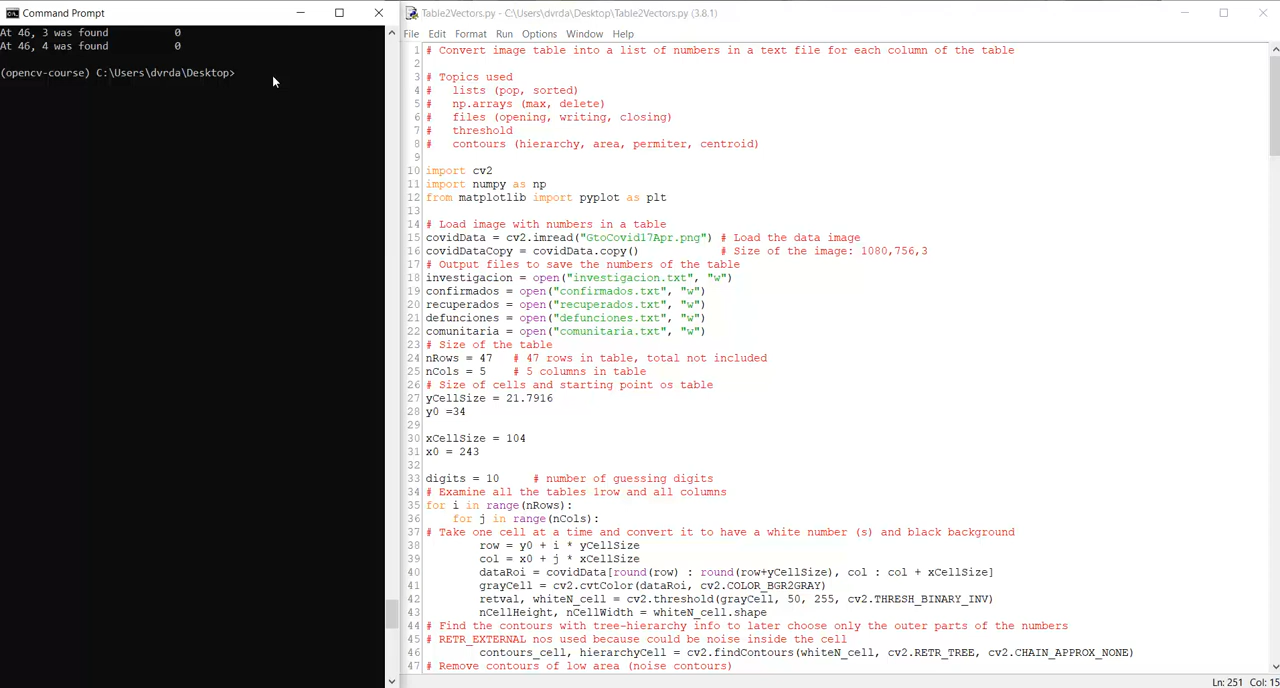 Command Prompt
At 46, 3 was found 0
At 46, 4 was found 0
(opencv-course) C:\Users\dvrda\Desktop>
Table2Vectors.py - C:\Users\dvrda\Desktop\Table2Vectors.py (3.8.1)
File Edit Format Run Options Window Help
1 # Convert image table into a list of numbers in a text file for each column of the table
2
3 # Topics used
4 # lists (pop, sorted)
5 # np.arrays (max, delete)
6 # files (opening, writing, closing)
7 # threshold
8 # contours (hierarchy, area, permiter, centroid)
9
10 import cv2
11 import numpy as np
12 from matplotlib import pyplot as plt
13
14 # Load image with numbers in a table
15 covidData = cv2.imread("GtoCovid17Apr.png") # Load the data image
16 covidDataCopy = covidData.copy() # Size of the image: 1080,756,3
17 # Output files to save the numbers of the table
18 investigacion = open("investigacion.txt", "w")
19 confirmados = open("confirmados.txt", "w")
20 recuperados = open("recuperados.txt", "w")
21 defunciones = open("defunciones.txt", "w")
22 comunitaria = open("comunitaria.txt", "w")
23 # Size of the table
24 nRows = 47 # 47 rows in table, total not included
25 nCols = 5 # 5 columns in table
26 # Size of cells and starting point os table
27 yCellSize = 21.7916
28 y0 =34
29
30 xCellSize = 104
31 x0 = 243
32
33 digits = 10 # number of guessing digits
34 # Examine all the tables 1row and all columns
35 for i in range(nRows):
36 for j in range(nCols):
37 # Take one cell at a time and convert it to have a white number (s) and black background
38 row = y0 + i * yCellSize
39 col = x0 + j * xCellSize
40 dataRoi = covidData[round(row) : round(row+yCellSize), col : col + xCellSize]
41 grayCell = cv2.cvtColor(dataRoi, cv2.COLOR_BGR2GRAY)
42 retval, whiteN_cell = cv2.threshold(grayCell, 50, 255, cv2.THRESH_BINARY_INV)
43 nCellHeight, nCellWidth = whiteN_cell.shape
44 # Find the contours with tree-hierarchy info to later choose only the outer parts of the numbers
45 # RETR_EXTERNAL nos used because could be noise inside the cell
46 contours_cell, hierarchyCell = cv2.findContours(whiteN_cell, cv2.RETR_TREE, cv2.CHAIN_APPROX_NONE)
47 # Remove contours of low area (noise contours)
Ln: 251 Col: 15